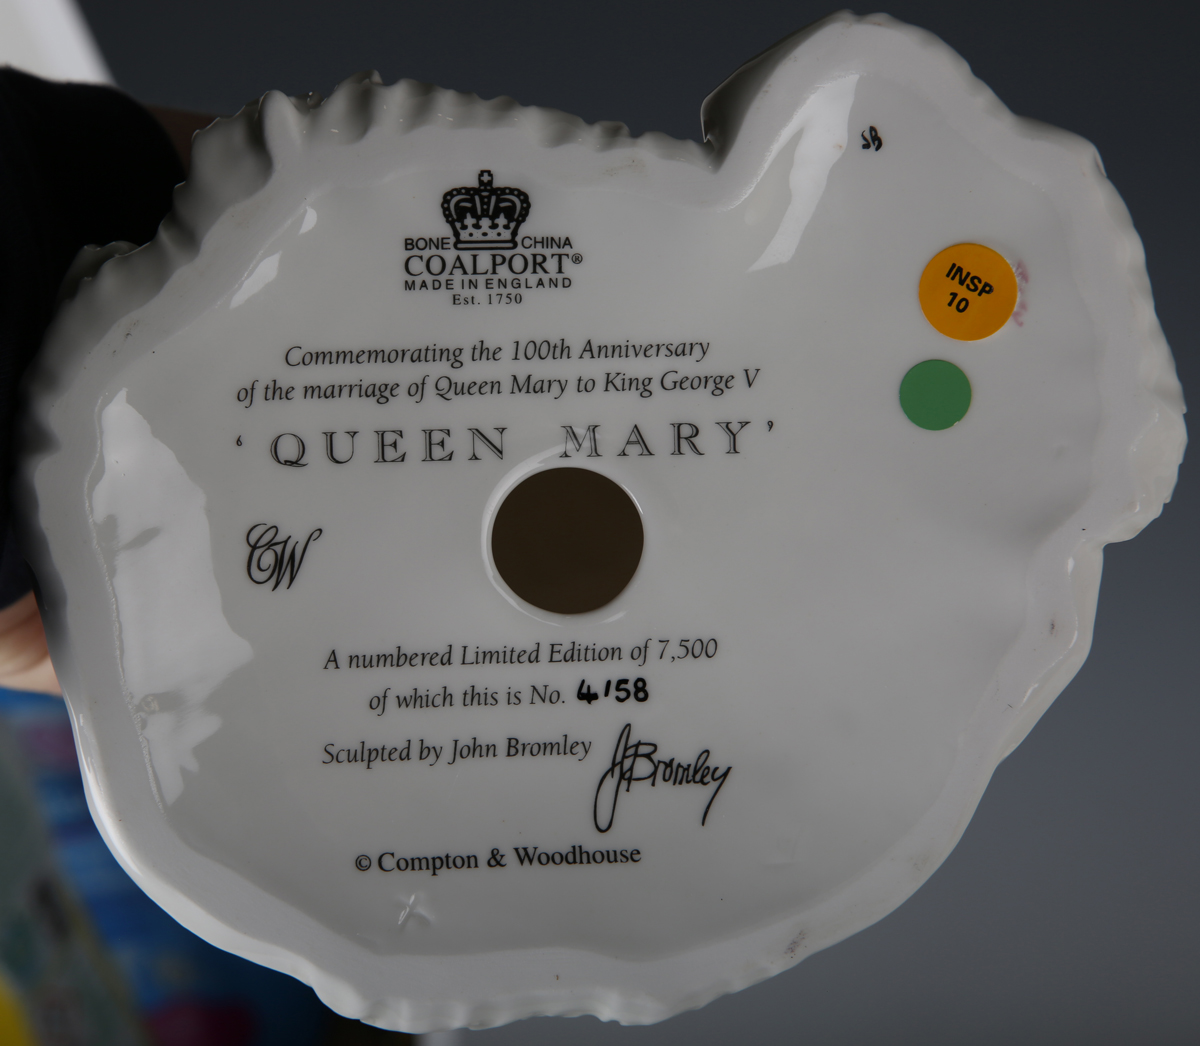 SB
BONE CHINA
COALPORT®
MADE IN ENGLAND
Est. 1750
INSP
10
Commemorating the 100th Anniversary
of the marriage of Queen Mary to King George V
'QUEEN MARY'
CW
A numbered Limited Edition of 7,500
of which this is No. 4158
Sculpted by John Bromley J Bromley
© Compton & Woodhouse